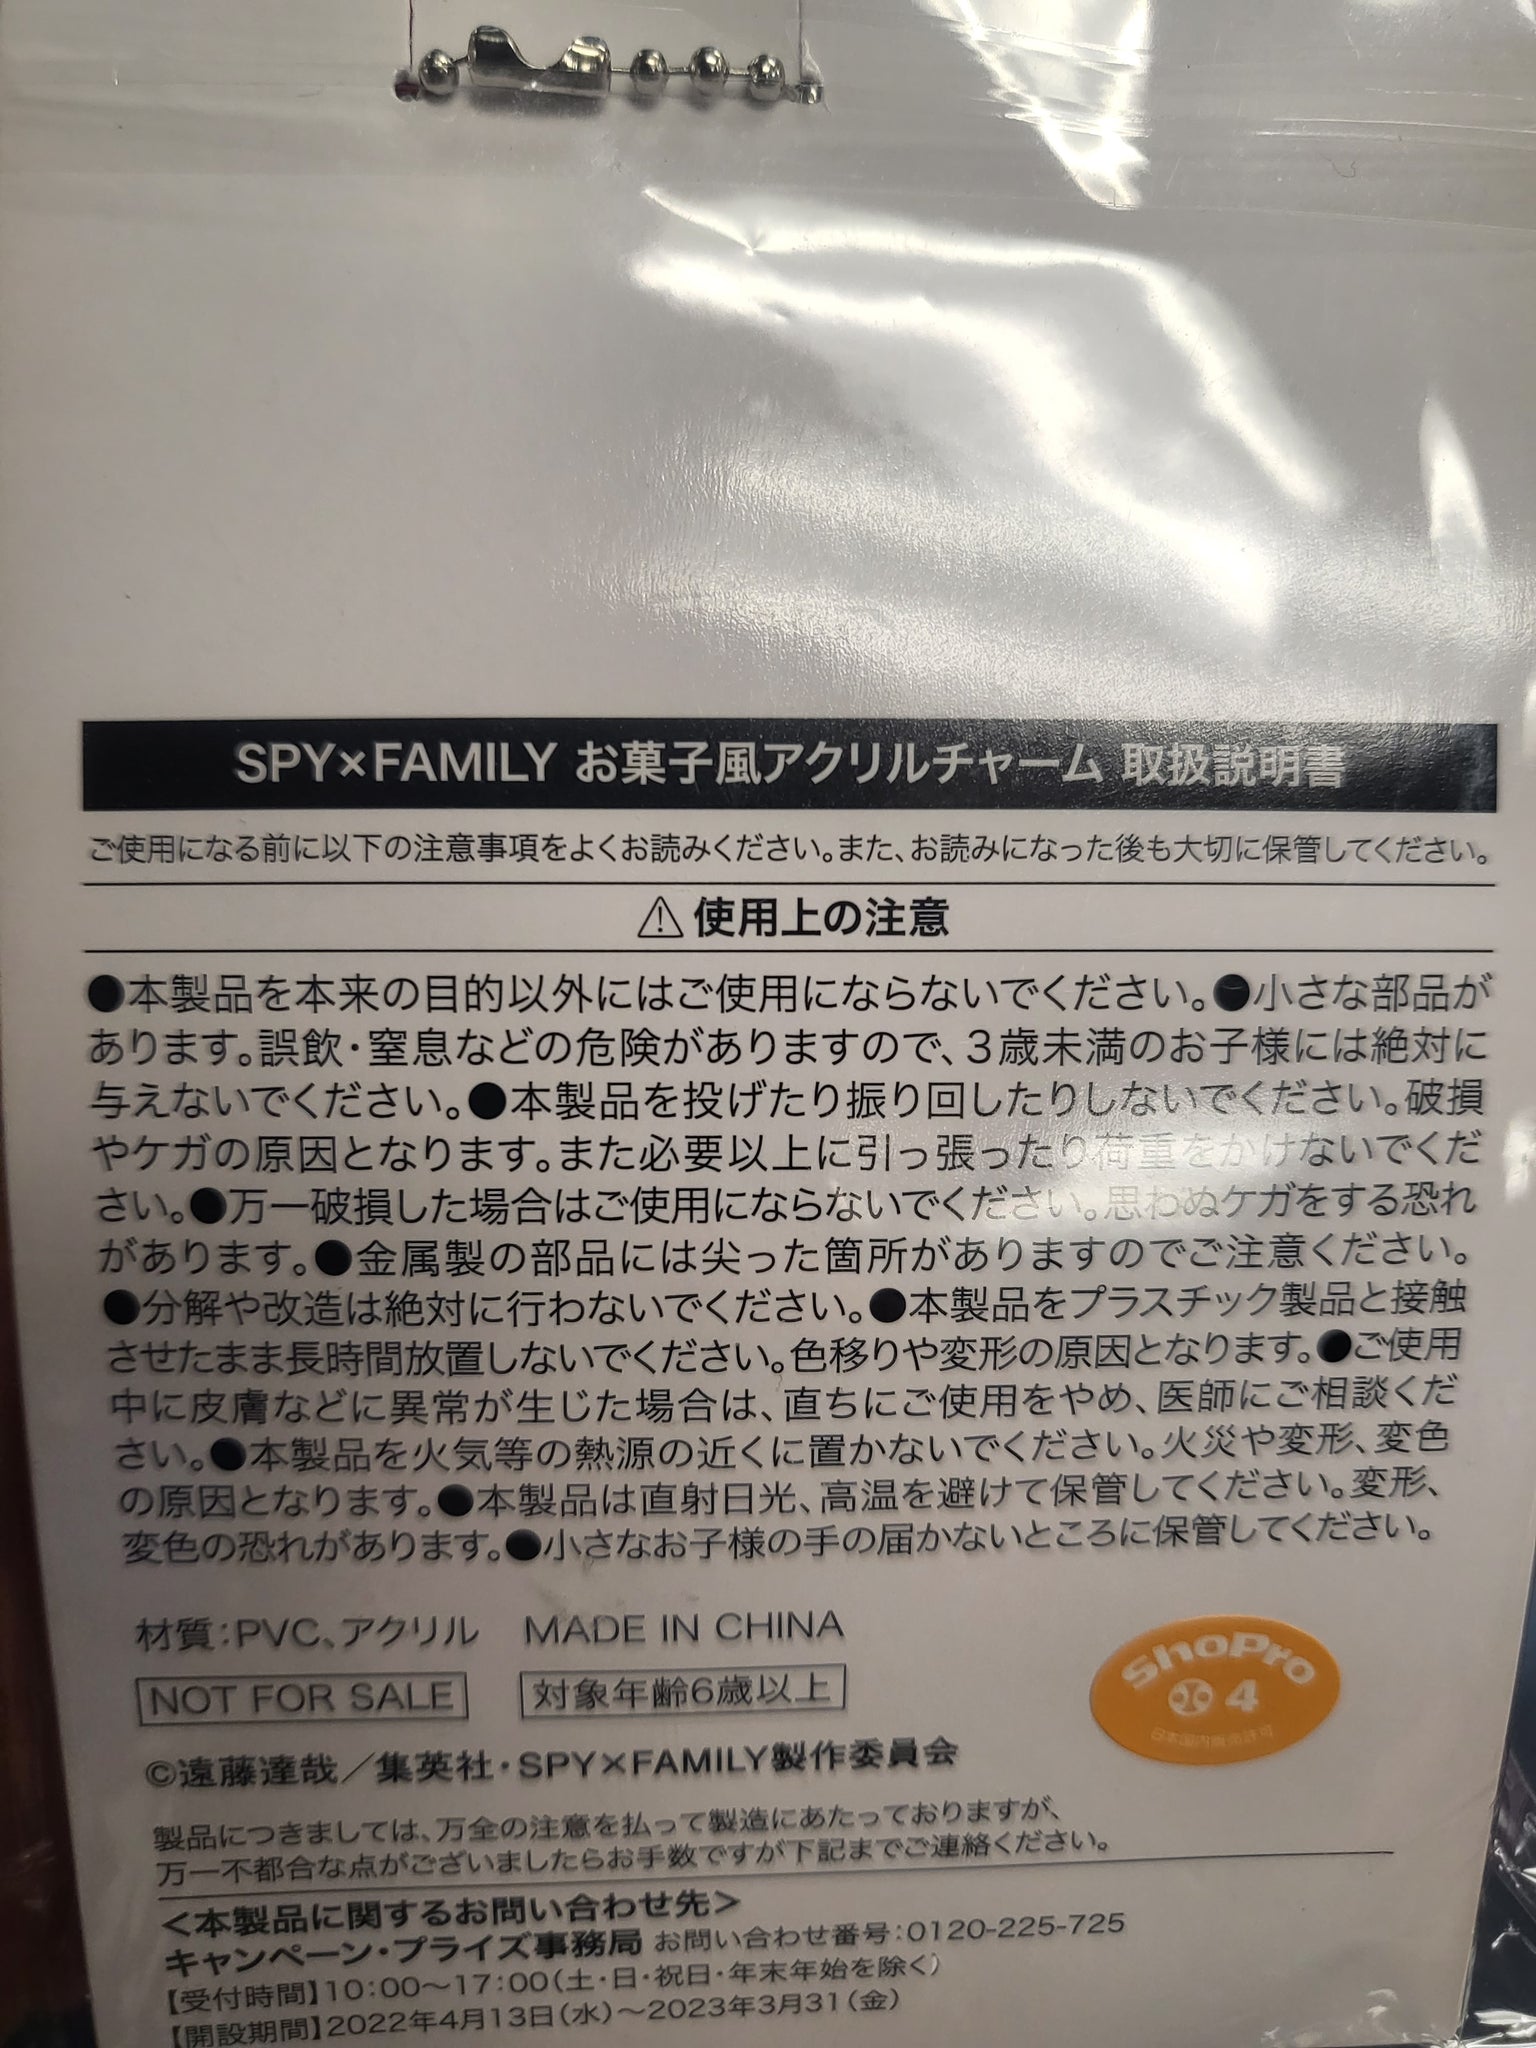 SPY×FAMILY お菓子風アクリルチャーム 取扱説明書
ご使用になる前に以下の注意事項をよくお読みください。また、お読みになった後も大切に保管してください。
⚠使用上の注意
●本製品を本来の目的以外にはご使用にならないでください。●小さな部品が
あります。誤飲・窒息などの危険がありますので、3歳未満のお子様には絶対に
与えないでください。●本製品を投げたり振り回したりしないでください。破損
やケガの原因となります。また必要以上に引っ張ったり荷重をかけないでくだ
さい。●万一破損した場合はご使用にならないでください。思わぬケガをする恐れ
があります。●金属製の部品には尖った箇所がありますのでご注意ください。
●分解や改造は絶対に行わないでください。●本製品をプラスチック製品と接触
させたまま長時間放置しないでください。色移りや変形の原因となります。●ご使用
中に皮膚などに異常が生じた場合は、直ちにご使用をやめ、医師にご相談くだ
さい。●本製品を火気等の熱源の近くに置かないでください。火災や変形、変色
の原因となります。●本製品は直射日光、高温を避けて保管してください。変形、
変色の恐れがあります。●小さなお子様の手の届かないところに保管してください。
材質:PVC、アクリル MADE IN CHINA
NOT FOR SALE 対象年齢6歳以上
ShoPro
4
日本国内販売許可
©遠藤達哉/集英社・SPY×FAMILY製作委員会
製品につきましては、万全の注意を払って製造にあたっておりますが、
万一不都合な点がございましたらお手数ですが下記までご連絡ください。
<本製品に関するお問い合わせ先>
キャンペーン・プライズ事務局 お問い合わせ番号:0120-225-725
【受付時間】10:00～17:00(土・日・祝日・年末年始を除く)
【開設期間】2022年4月13日(水)～2023年3月31(金)